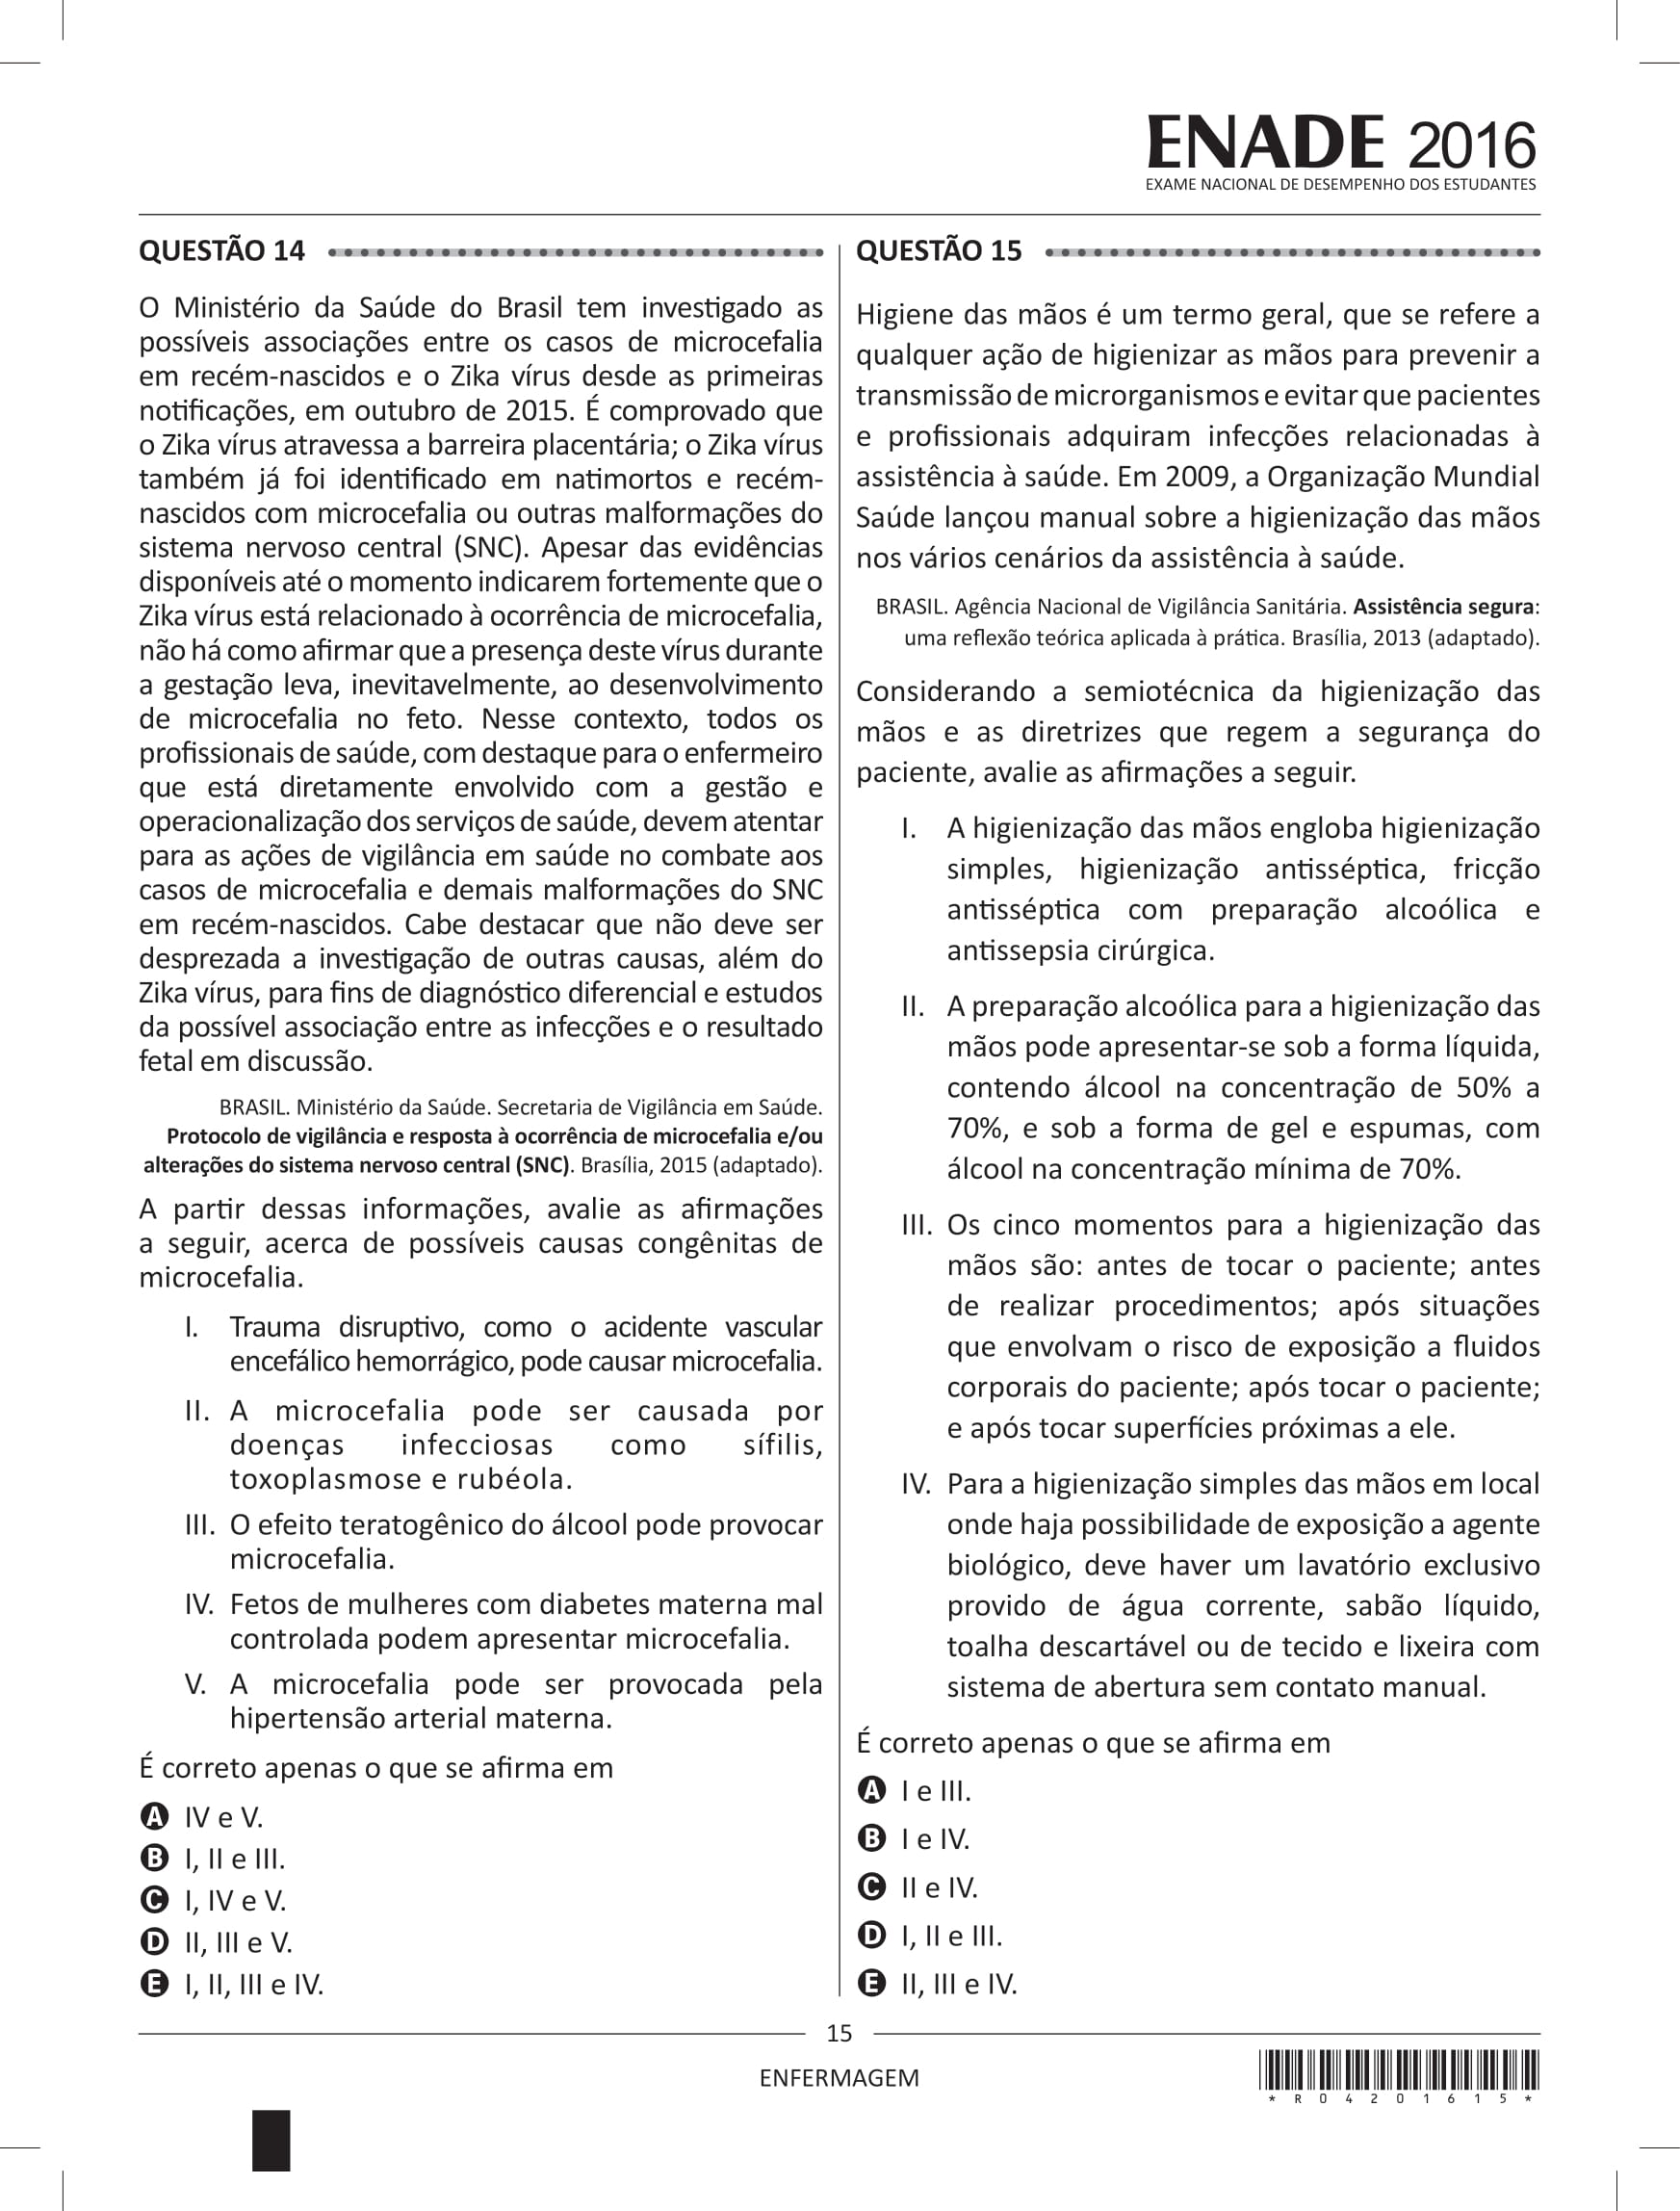 ENADE 2016
EXAME NACIONAL DE DESEMPENHO DOS ESTUDANTES
QUESTÃO 14
O Ministério da Saúde do Brasil tem investigado as
possíveis associações entre os casos de microcefalia
em recém-nascidos e o Zika vírus desde as primeiras
notificações, em outubro de 2015. É comprovado que
o Zika vírus atravessa a barreira placentária; o Zika vírus
também já foi identificado em natimortos e recém-
nascidos com microcefalia ou outras malformações do
sistema nervoso central (SNC). Apesar das evidências
disponíveis até o momento indicarem fortemente que o
Zika vírus está relacionado à ocorrência de microcefalia,
não há como afirmar que a presença deste vírus durante
a gestação leva, inevitavelmente, ao desenvolvimento
de microcefalia no feto. Nesse contexto, todos os
profissionais de saúde, com destaque para o enfermeiro
que está diretamente envolvido com a gestão e
operacionalização dos serviços de saúde, devem atentar
para as ações de vigilância em saúde no combate aos
casos de microcefalia e demais malformações do SNC
em recém-nascidos. Cabe destacar que não deve ser
desprezada a investigação de outras causas, além do
Zika vírus, para fins de diagnóstico diferencial e estudos
da possível associação entre as infecções e o resultado
fetal em discussão.
BRASIL. Ministério da Saúde. Secretaria de Vigilância em Saúde.
Protocolo de vigilância e resposta à ocorrência de microcefalia e/ou
alterações do sistema nervoso central (SNC). Brasília, 2015 (adaptado).
A partir dessas informações, avalie as afirmações
a seguir, acerca de possíveis causas congênitas de
microcefalia.
I. Trauma disruptivo, como o acidente vascular
encefálico hemorrágico, pode causar microcefalia.
II. A microcefalia pode ser causada por
doenças infecciosas como sífilis,
toxoplasmose e rubéola.
III. O efeito teratogênico do álcool pode provocar
microcefalia.
IV. Fetos de mulheres com diabetes materna mal
controlada podem apresentar microcefalia.
V. A microcefalia pode ser provocada pela
hipertensão arterial materna.
É correto apenas o que se afirma em
A IV e V.
B I, II e III.
C I, IV e V.
D II, III e V.
E I, II, III e IV.
QUESTÃO 15
Higiene das mãos é um termo geral, que se refere a
qualquer ação de higienizar as mãos para prevenir a
transmissão de microrganismos e evitar que pacientes
e profissionais adquiram infecções relacionadas à
assistência à saúde. Em 2009, a Organização Mundial
Saúde lançou manual sobre a higienização das mãos
nos vários cenários da assistência à saúde.
BRASIL. Agência Nacional de Vigilância Sanitária. Assistência segura:
uma reflexão teórica aplicada à prática. Brasília, 2013 (adaptado).
Considerando a semiotécnica da higienização das
mãos e as diretrizes que regem a segurança do
paciente, avalie as afirmações a seguir.
I. A higienização das mãos engloba higienização
simples, higienização antisséptica, fricção
antisséptica com preparação alcoólica e
antissepsia cirúrgica.
II. A preparação alcoólica para a higienização das
mãos pode apresentar-se sob a forma líquida,
contendo álcool na concentração de 50% a
70%, e sob a forma de gel e espumas, com
álcool na concentração mínima de 70%.
III. Os cinco momentos para a higienização das
mãos são: antes de tocar o paciente; antes
de realizar procedimentos; após situações
que envolvam o risco de exposição a fluidos
corporais do paciente; após tocar o paciente;
e após tocar superfícies próximas a ele.
IV. Para a higienização simples das mãos em local
onde haja possibilidade de exposição a agente
biológico, deve haver um lavatório exclusivo
provido de água corrente, sabão líquido,
toalha descartável ou de tecido e lixeira com
sistema de abertura sem contato manual.
É correto apenas o que se afirma em
A I e III.
B I e IV.
C II e IV.
D I, II e III.
E II, III e IV.
15
ENFERMAGEM
* R 0 4 2 0 1 6 1 5 *